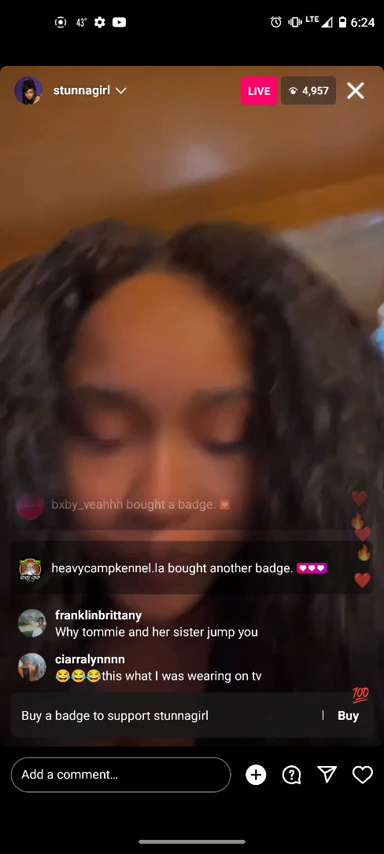 43° LTE 6:24
stunnagirl LIVE 4,957
bxby_veahhh bought a badge.
heavycampkennel.la bought another badge.
franklinbrittany
Why tommie and her sister jump you
ciarralynnnn
😂😂😂this what I was wearing on tv
💯
Buy a badge to support stunnagirl | Buy
Add a comment...